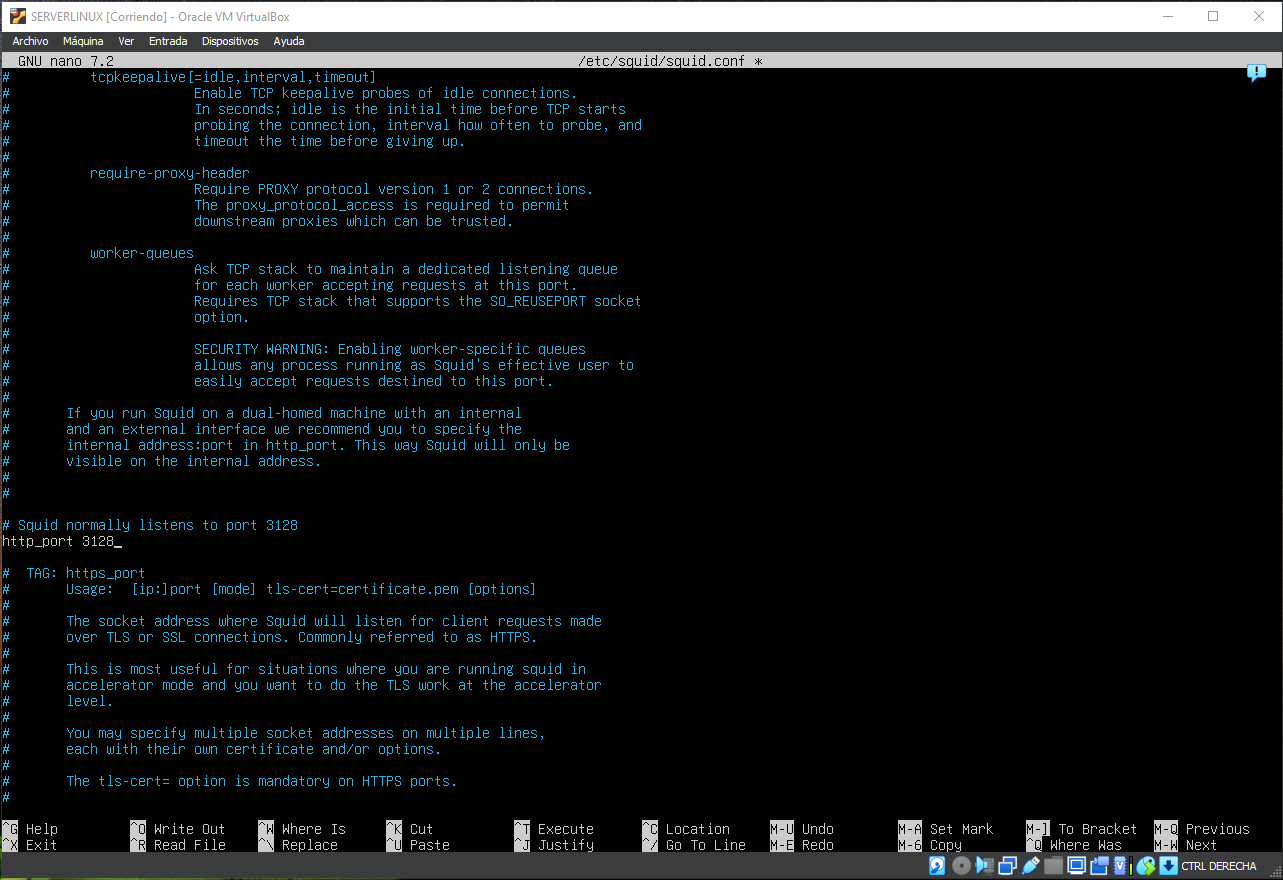 SERVERLINUX [Corriendo] - Oracle VM VirtualBox
Archivo Máquina Ver Entrada Dispositivos Ayuda
GNU nano 7.2 /etc/squid/squid.conf *
# tcpkeepalive[=idle,interval,timeout]
# Enable TCP keepalive probes of idle connections.
# In seconds; idle is the initial time before TCP starts
# probing the connection, interval how often to probe, and
# timeout the time before giving up.
#
# require-proxy-header
# Require PROXY protocol version 1 or 2 connections.
# The proxy_protocol_access is required to permit
# downstream proxies which can be trusted.
#
# worker-queues
# Ask TCP stack to maintain a dedicated listening queue
# for each worker accepting requests at this port.
# Requires TCP stack that supports the SO_REUSEPORT socket
# option.
#
# SECURITY WARNING: Enabling worker-specific queues
# allows any process running as Squid's effective user to
# easily accept requests destined to this port.
#
# If you run Squid on a dual-homed machine with an internal
# and an external interface we recommend you to specify the
# internal address:port in http_port. This way Squid will only be
# visible on the internal address.
#
#
# Squid normally listens to port 3128
http_port 3128_
# TAG: https_port
# Usage: [ip:]port [mode] tls-cert=certificate.pem [options]
#
# The socket address where Squid will listen for client requests made
# over TLS or SSL connections. Commonly referred to as HTTPS.
#
# This is most useful for situations where you are running squid in
# accelerator mode and you want to do the TLS work at the accelerator
# level.
#
# You may specify multiple socket addresses on multiple lines,
# each with their own certificate and/or options.
#
# The tls-cert= option is mandatory on HTTPS ports.
#
^G Help ^O Write Out ^W Where Is ^K Cut ^T Execute ^C Location M-U Undo M-A Set Mark M-] To Bracket M-Q Previous
^X Exit ^R Read File ^\ Replace ^U Paste ^J Justify ^/ Go To Line M-E Redo M-6 Copy ^Q Where Was M-W Next
CTRL DERECHA